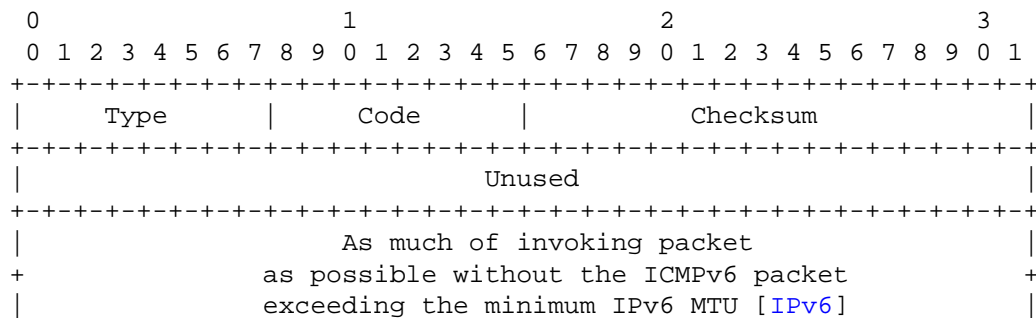 0                   1                   2                   3
 0 1 2 3 4 5 6 7 8 9 0 1 2 3 4 5 6 7 8 9 0 1 2 3 4 5 6 7 8 9 0 1
+-+-+-+-+-+-+-+-+-+-+-+-+-+-+-+-+-+-+-+-+-+-+-+-+-+-+-+-+-+-+-+-+
|     Type      |     Code      |          Checksum             |
+-+-+-+-+-+-+-+-+-+-+-+-+-+-+-+-+-+-+-+-+-+-+-+-+-+-+-+-+-+-+-+-+
|                             Unused                            |
+-+-+-+-+-+-+-+-+-+-+-+-+-+-+-+-+-+-+-+-+-+-+-+-+-+-+-+-+-+-+-+-+
|                    As much of invoking packet                 |
+               as possible without the ICMPv6 packet           +
|               exceeding the minimum IPv6 MTU [IPv6]           |